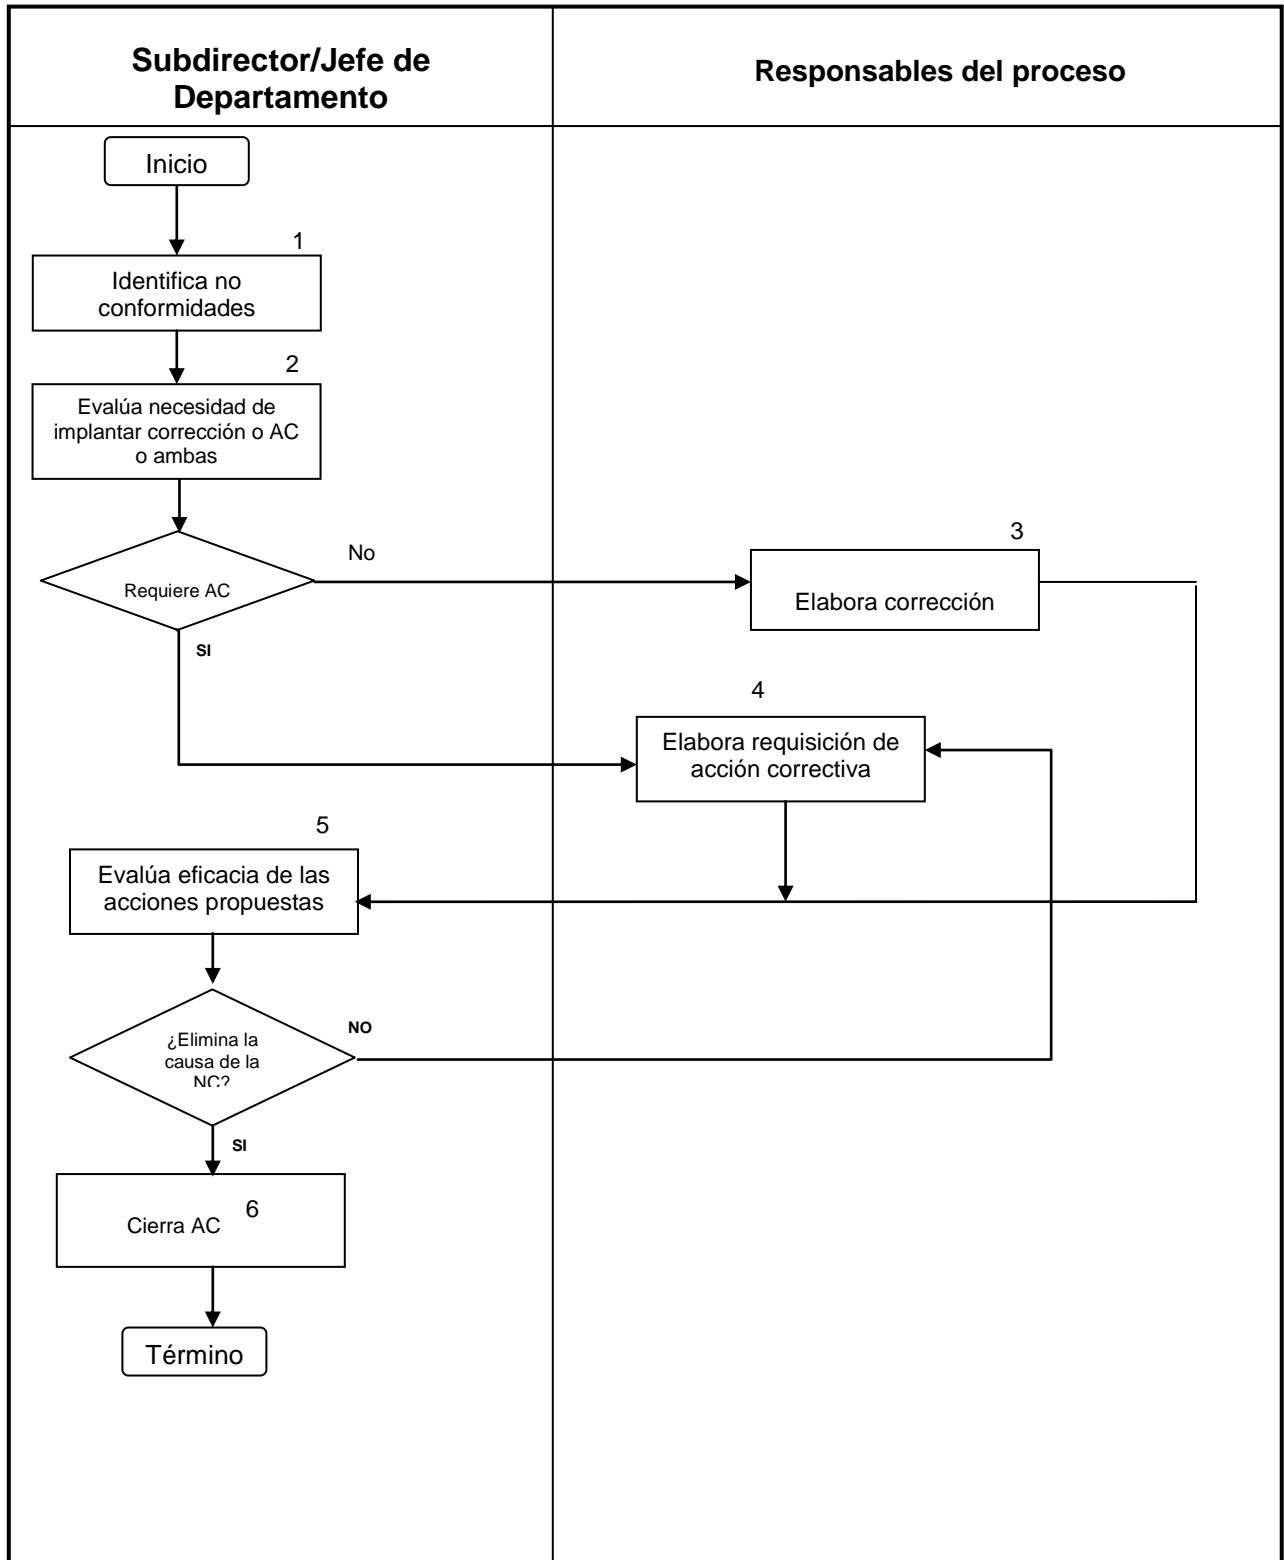 Subdirector/Jefe de
Departamento
Responsables del proceso
Inicio
1
Identifica no
conformidades
2
Evalúa necesidad de
implantar corrección o AC
o ambas
Requiere AC
No
SI
3
Elabora corrección
4
Elabora requisición de
acción correctiva
5
Evalúa eficacia de las
acciones propuestas
¿Elimina la
causa de la
NC?
NO
SI
6
Cierra AC
Término